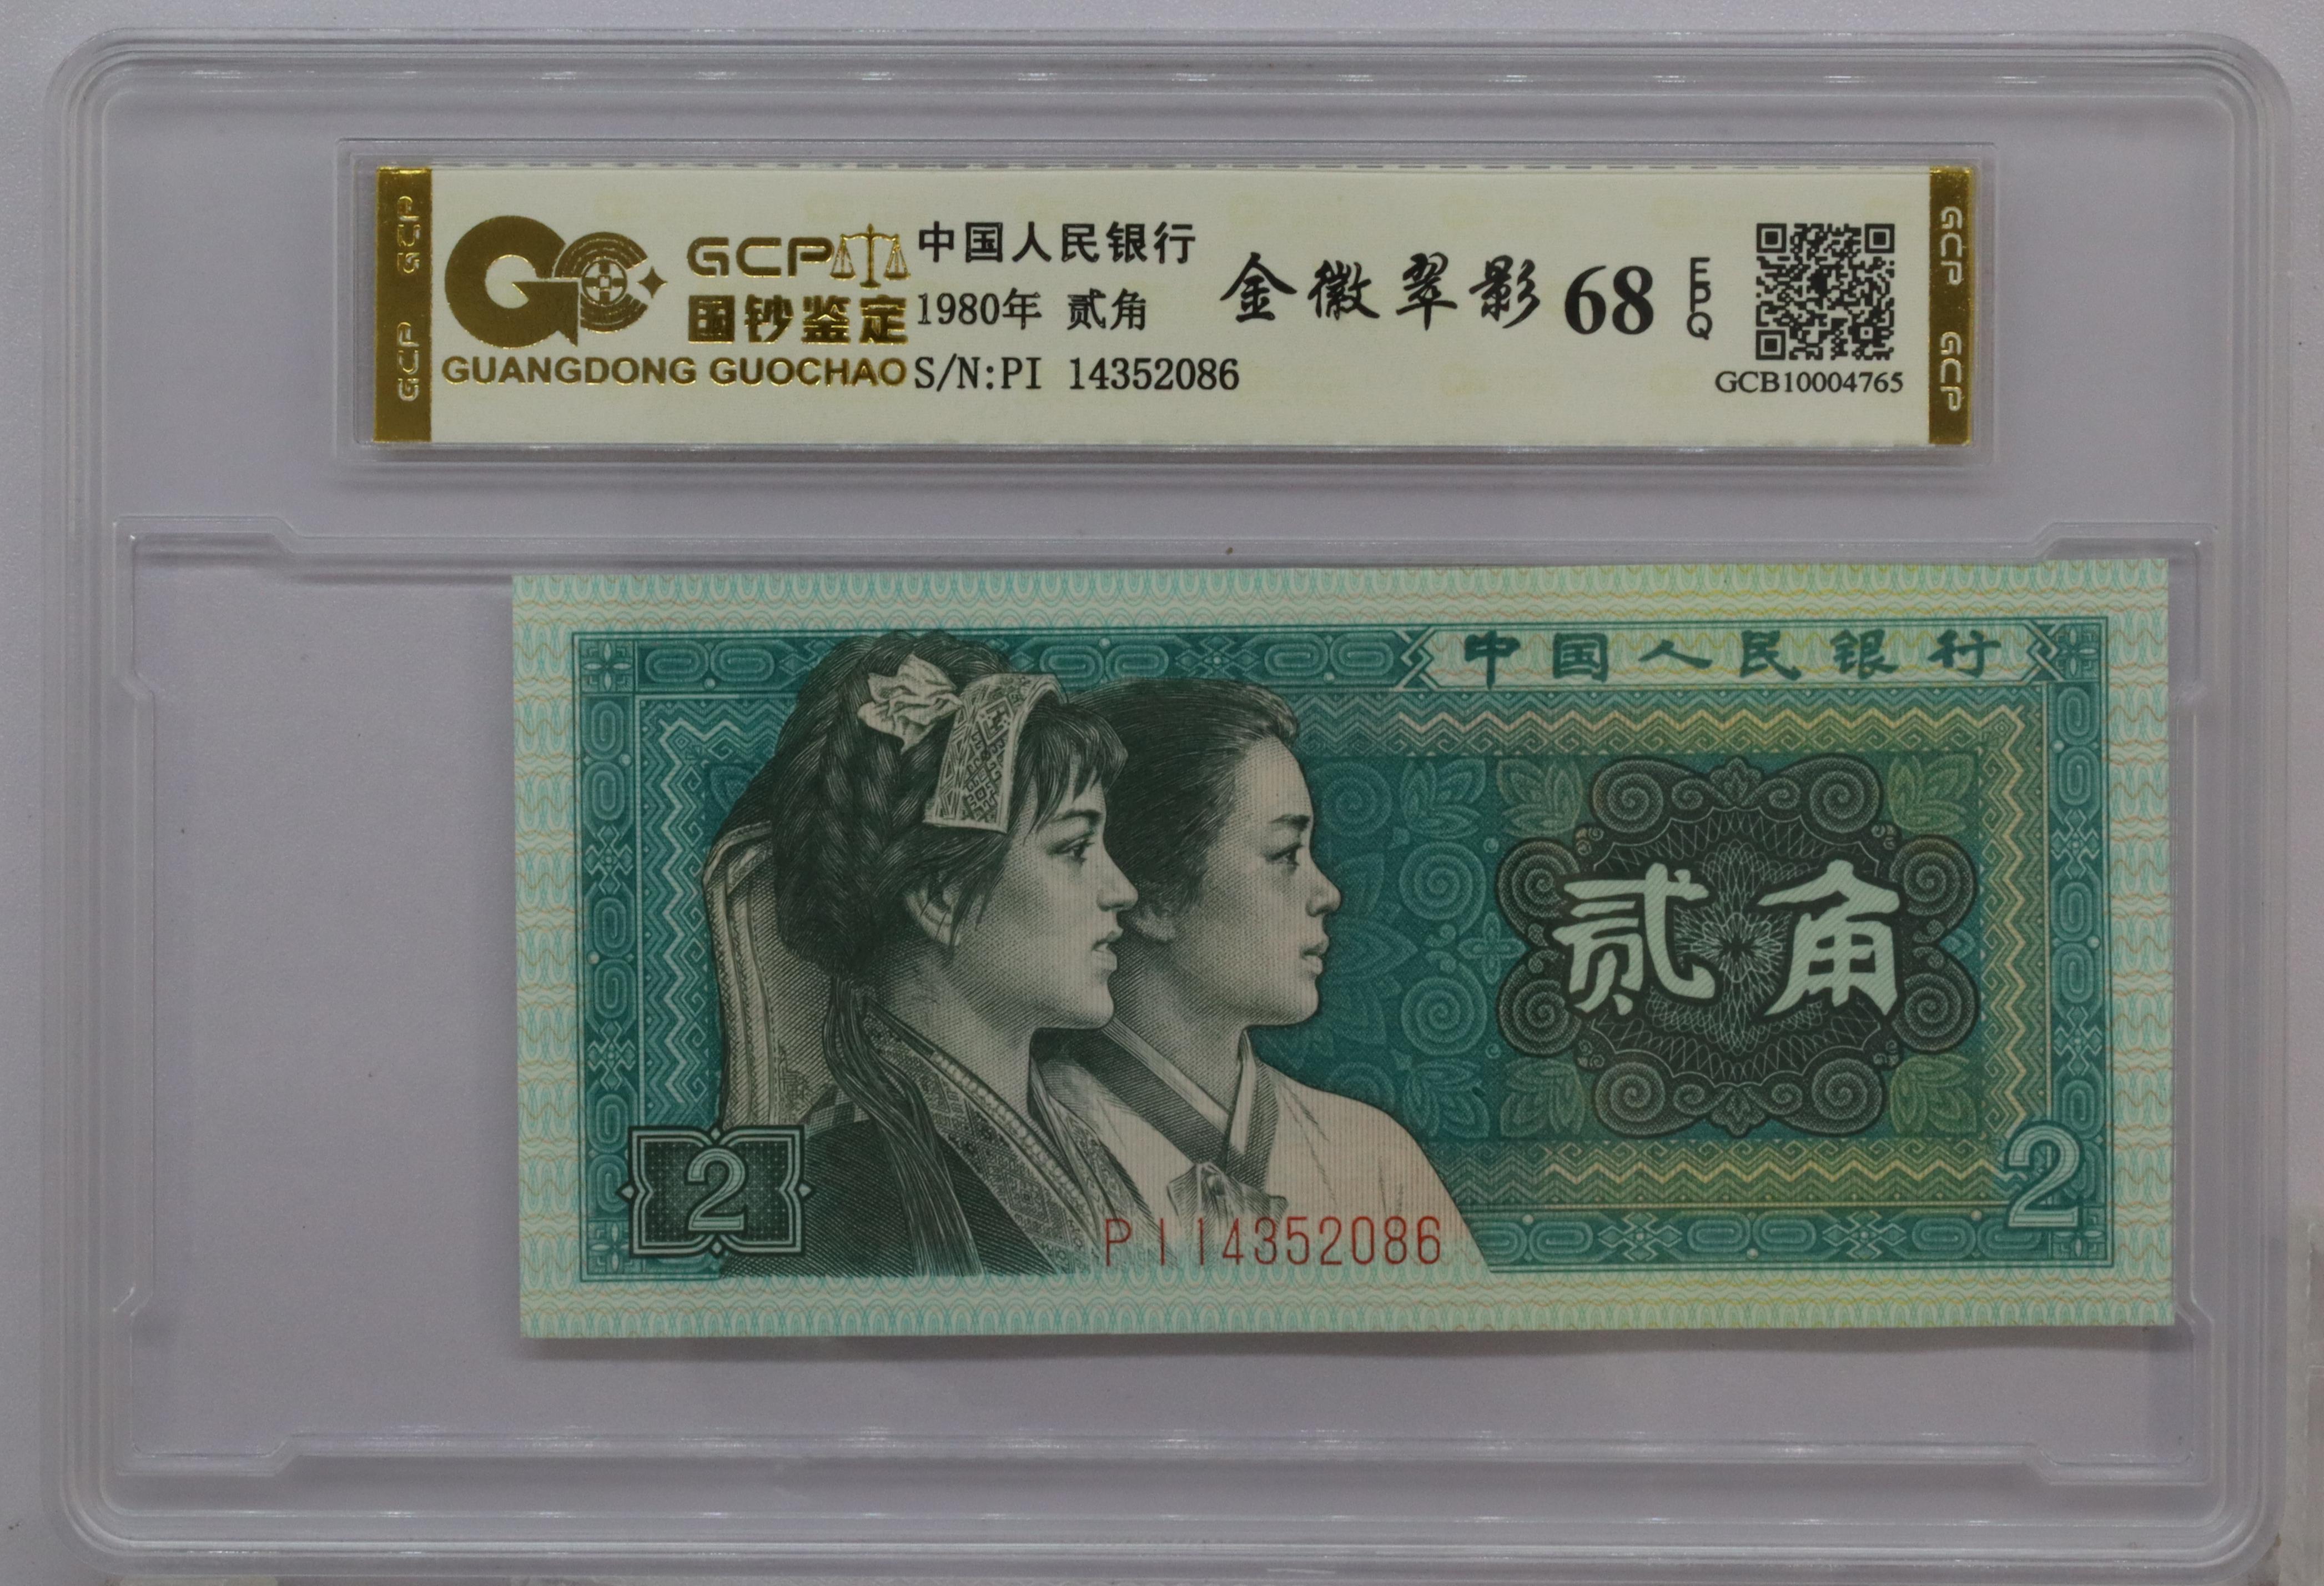 GCP GCP
GCP
国钞鉴定
GUANGDONG GUOCHAO
中国人民银行
1980年 贰角
S/N:PI 14352086
金徽翠影 68 EPQ
GCB10004765
GCP GCP
中国人民银行
贰角
2
2
PI14352086